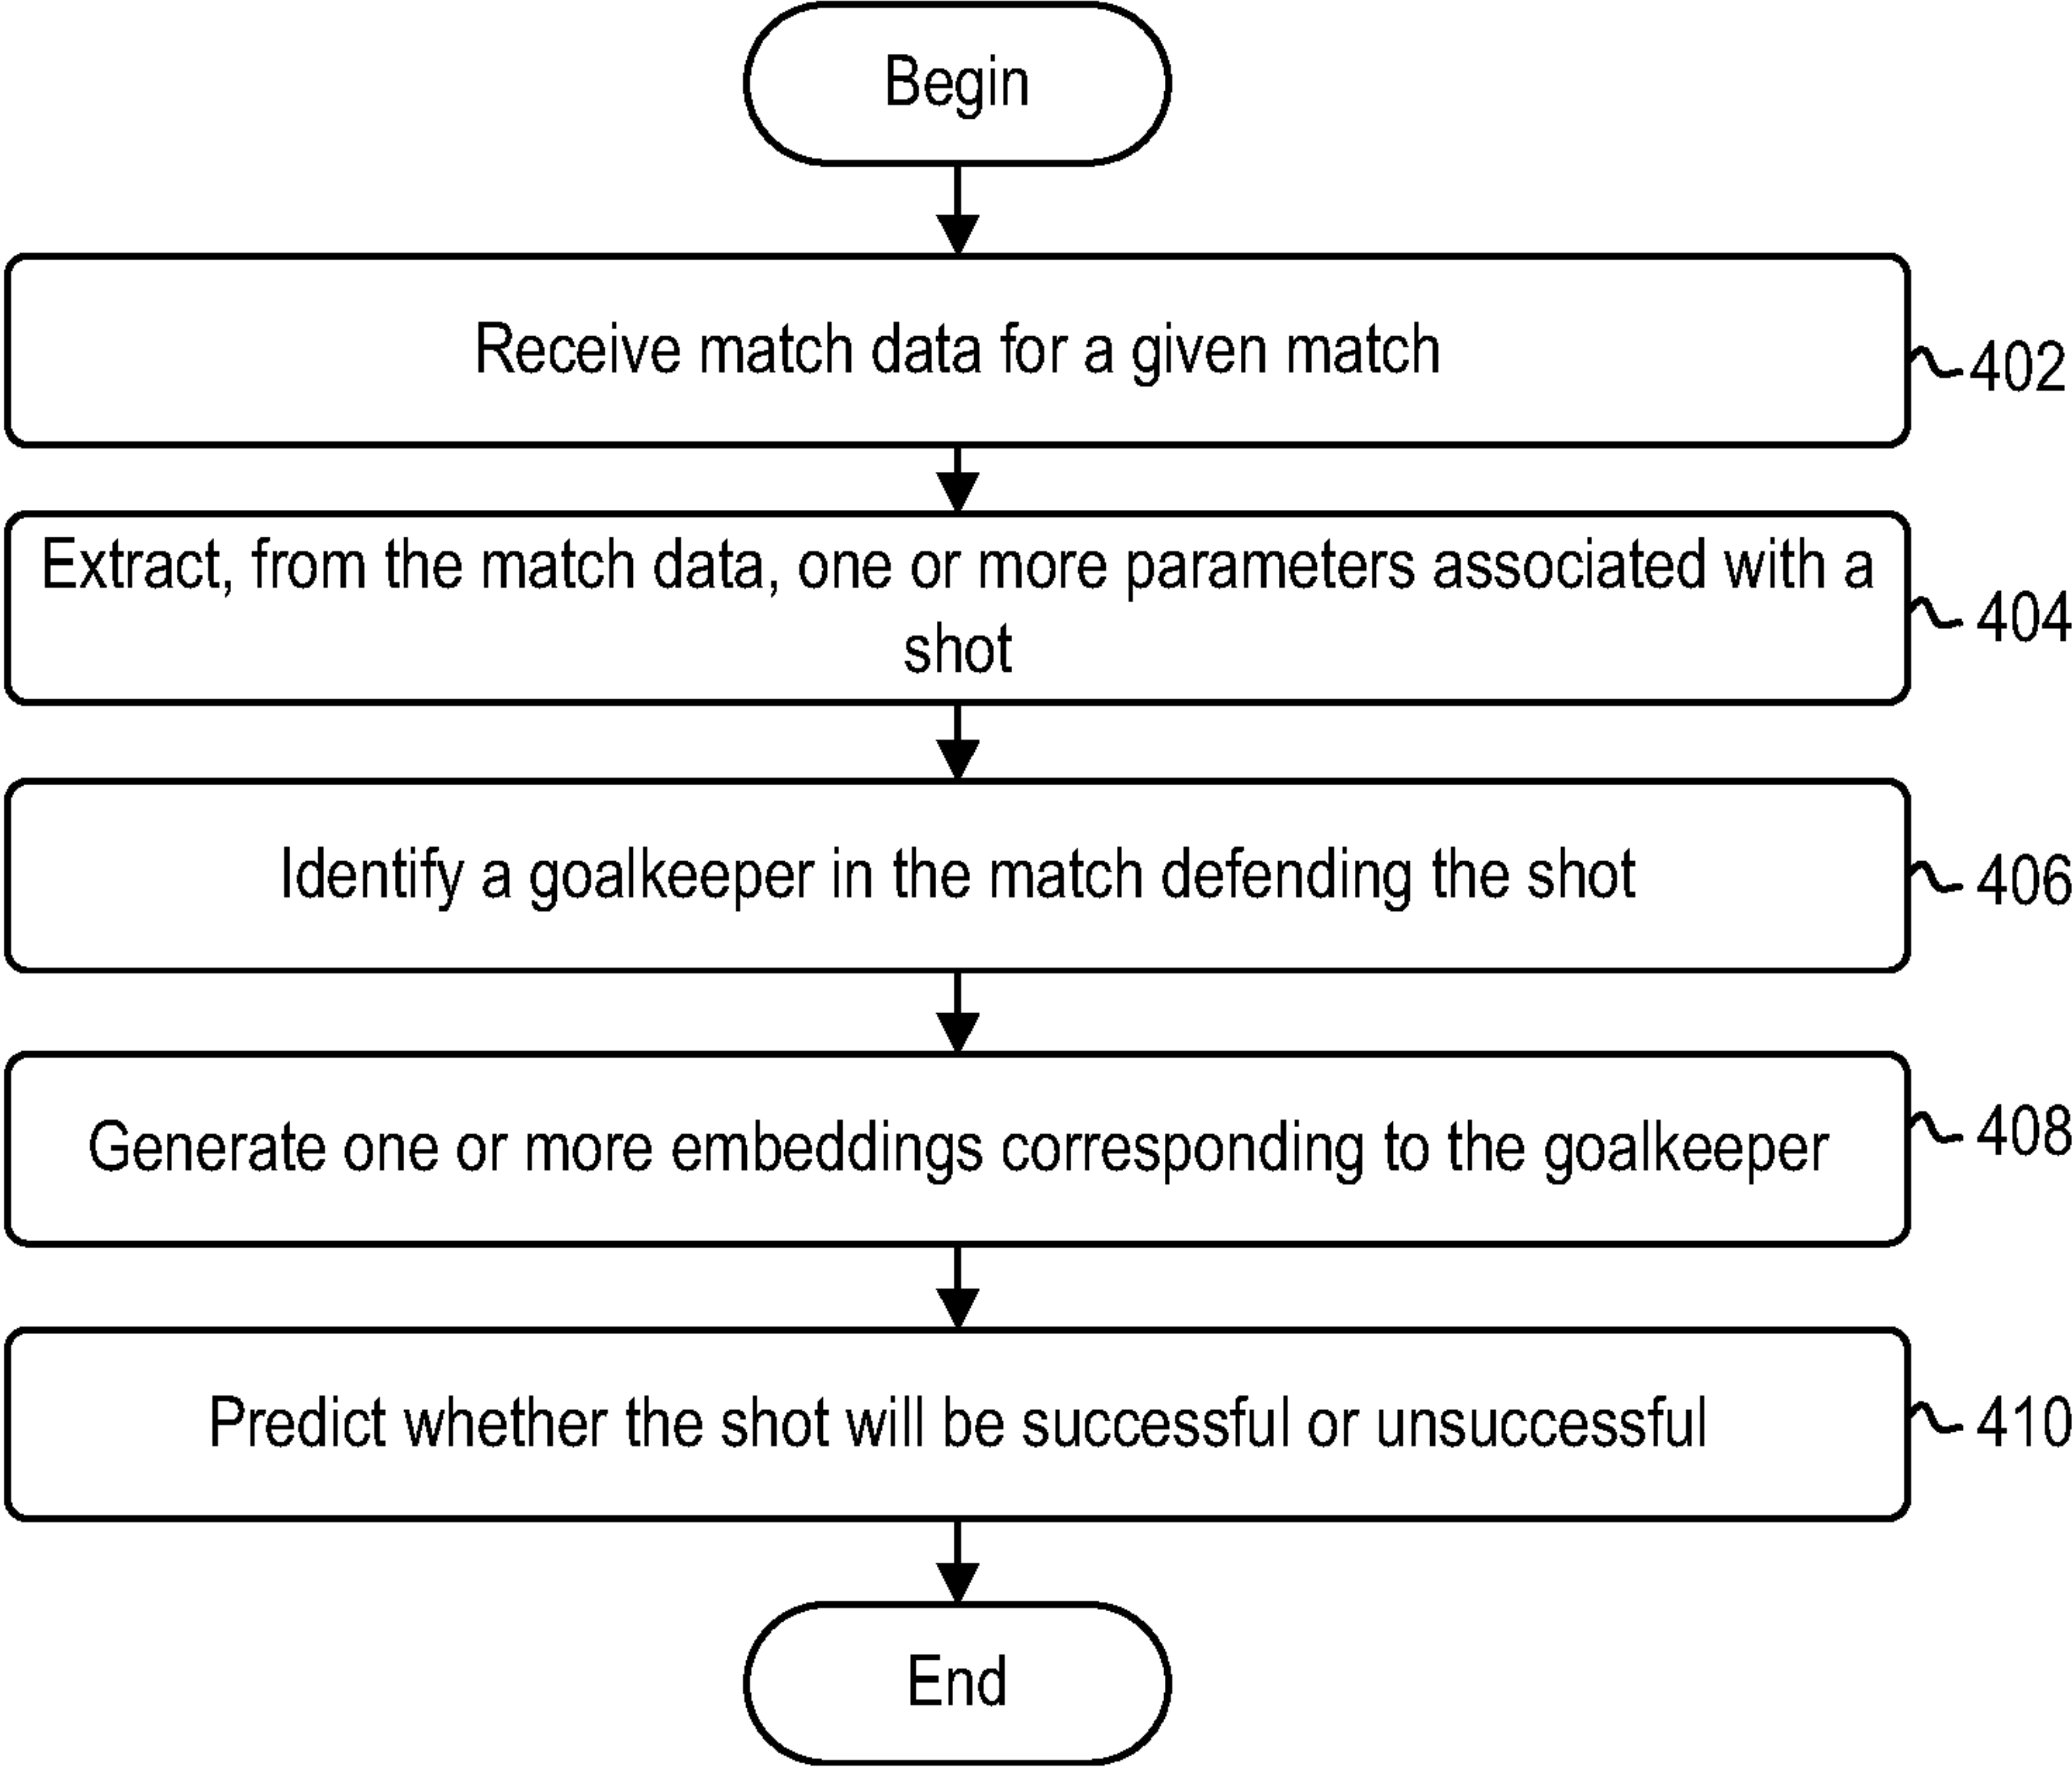 Begin
Receive match data for a given match
402
Extract, from the match data, one or more parameters associated with a
shot
404
Identify a goalkeeper in the match defending the shot
406
Generate one or more embeddings corresponding to the goalkeeper
408
Predict whether the shot will be successful or unsuccessful
410
End